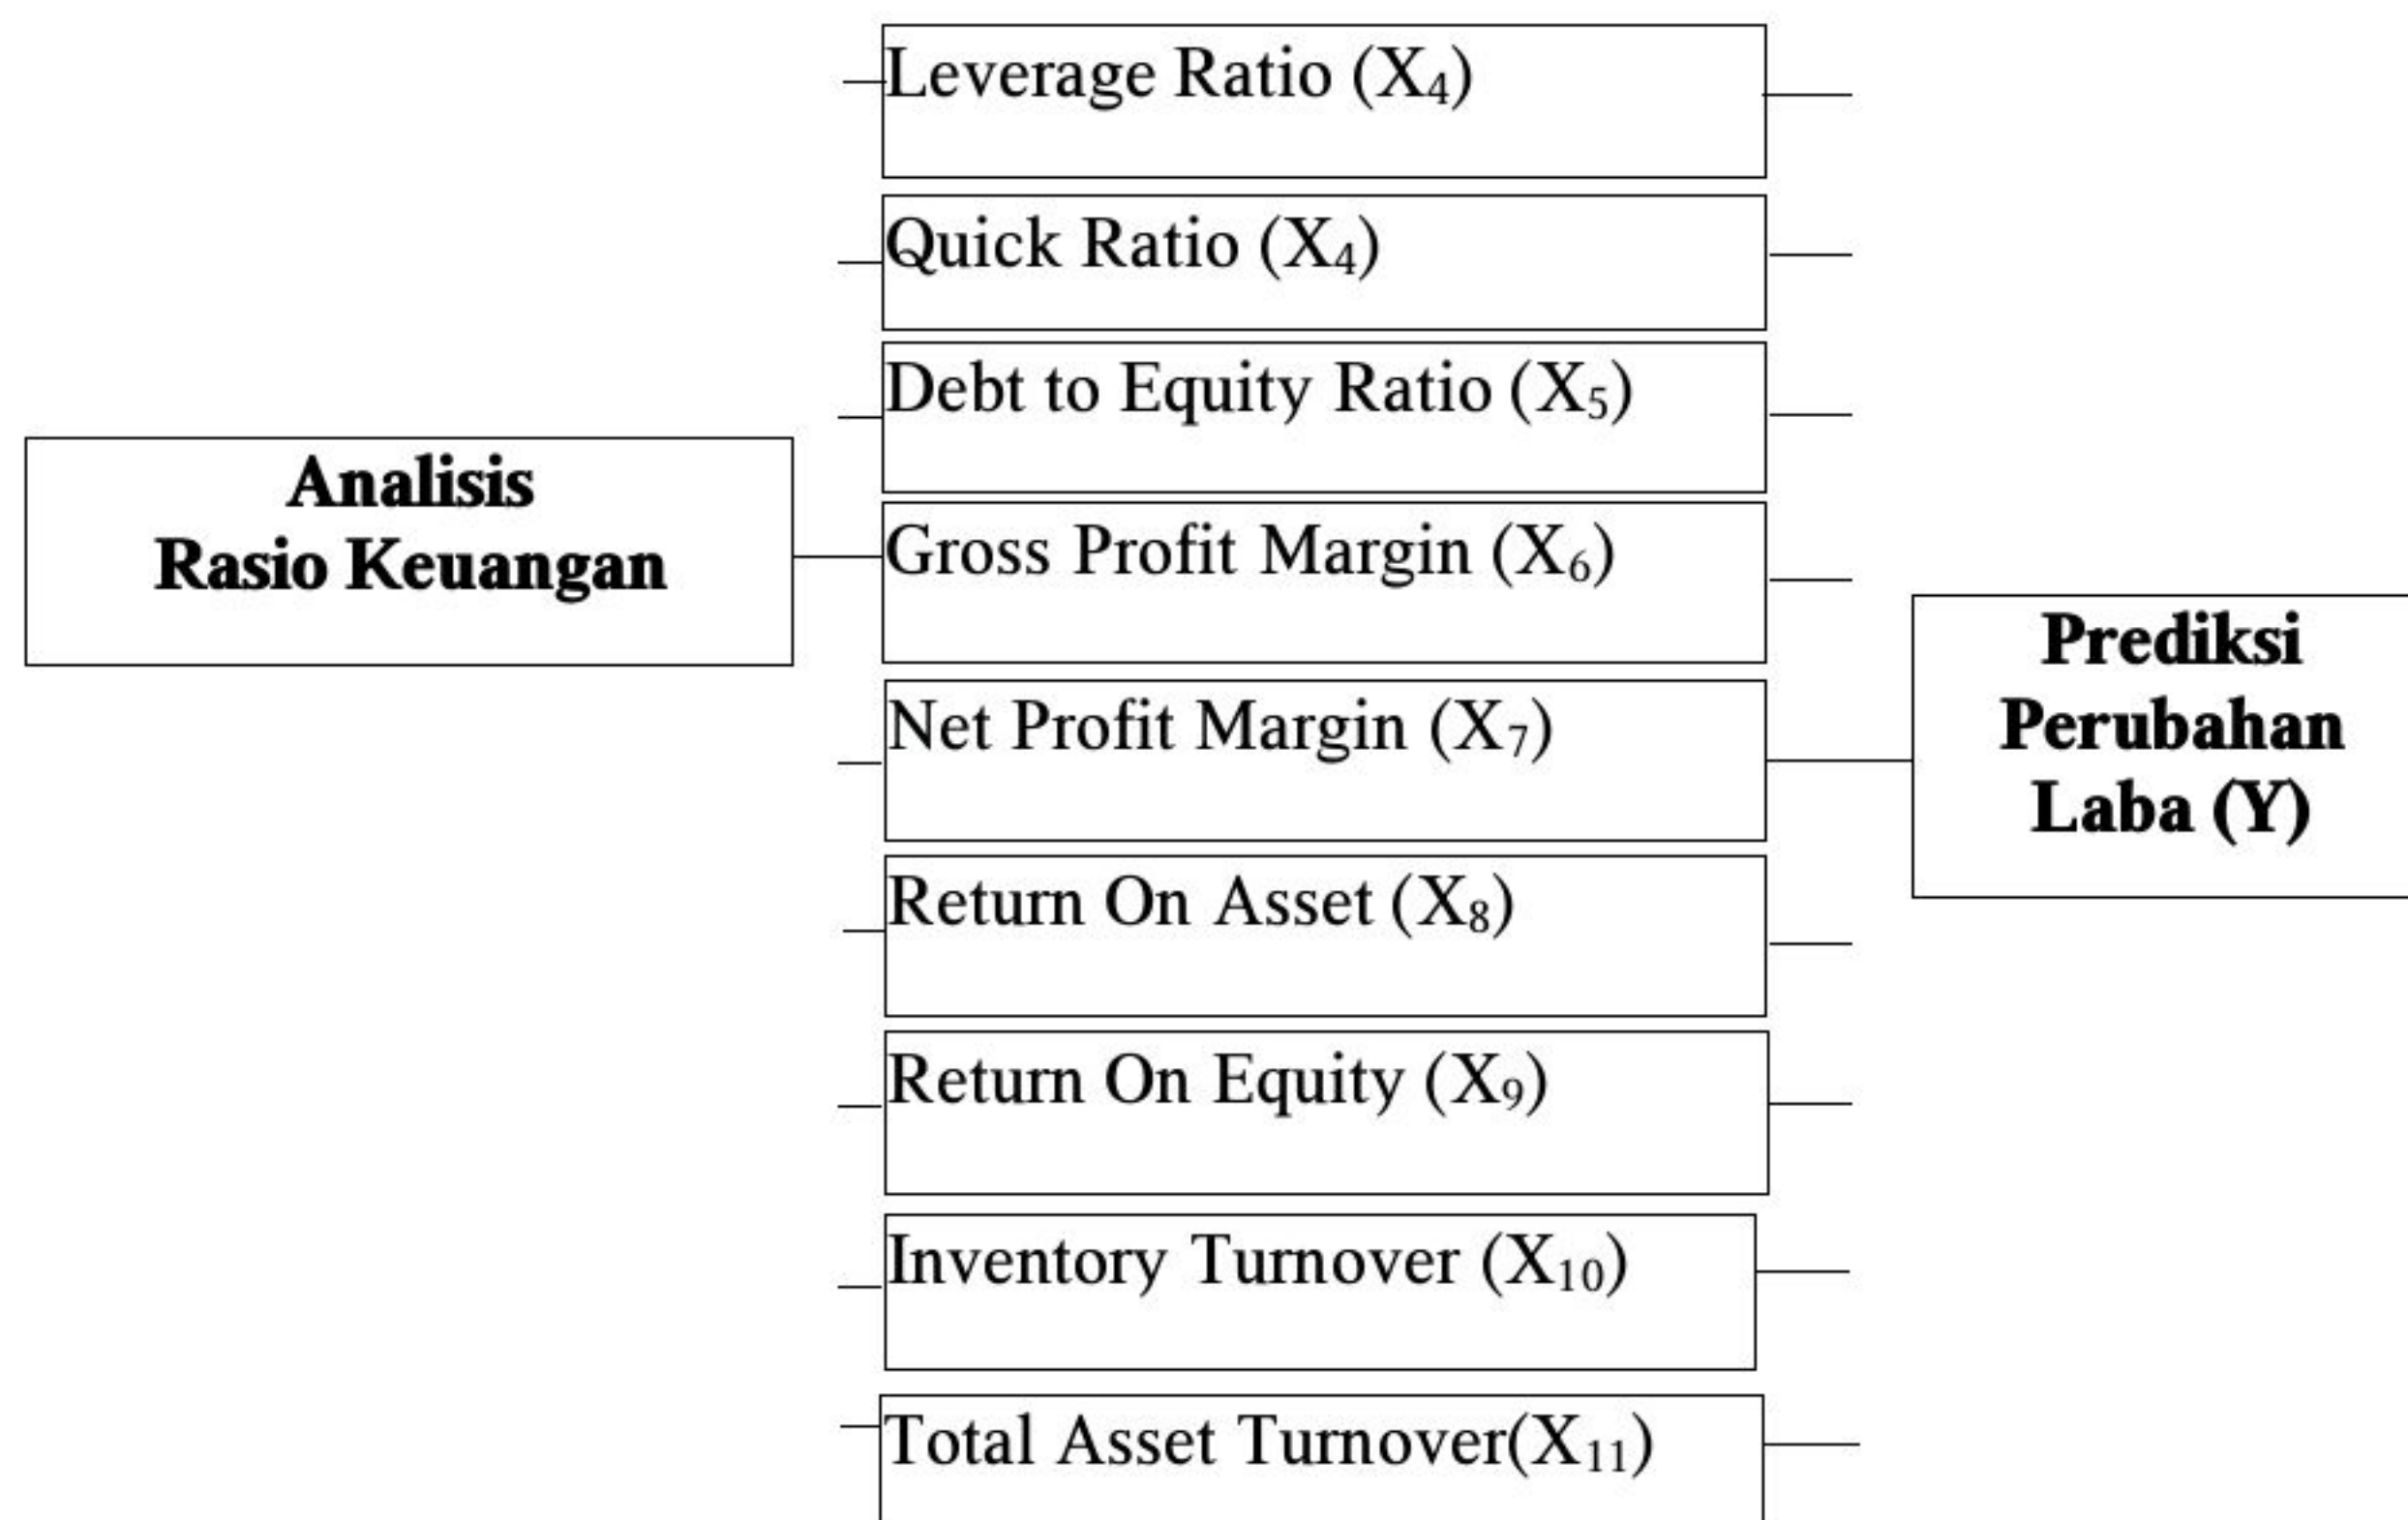 Leverage Ratio (X₄)
Quick Ratio (X₄)
Debt to Equity Ratio (X₅)
Analisis
Rasio Keuangan
Gross Profit Margin (X₆)
Net Profit Margin (X₇)
Prediksi
Perubahan
Laba (Y)
Return On Asset (X₈)
Return On Equity (X₉)
Inventory Turnover (X₁₀)
Total Asset Turnover(X₁₁)